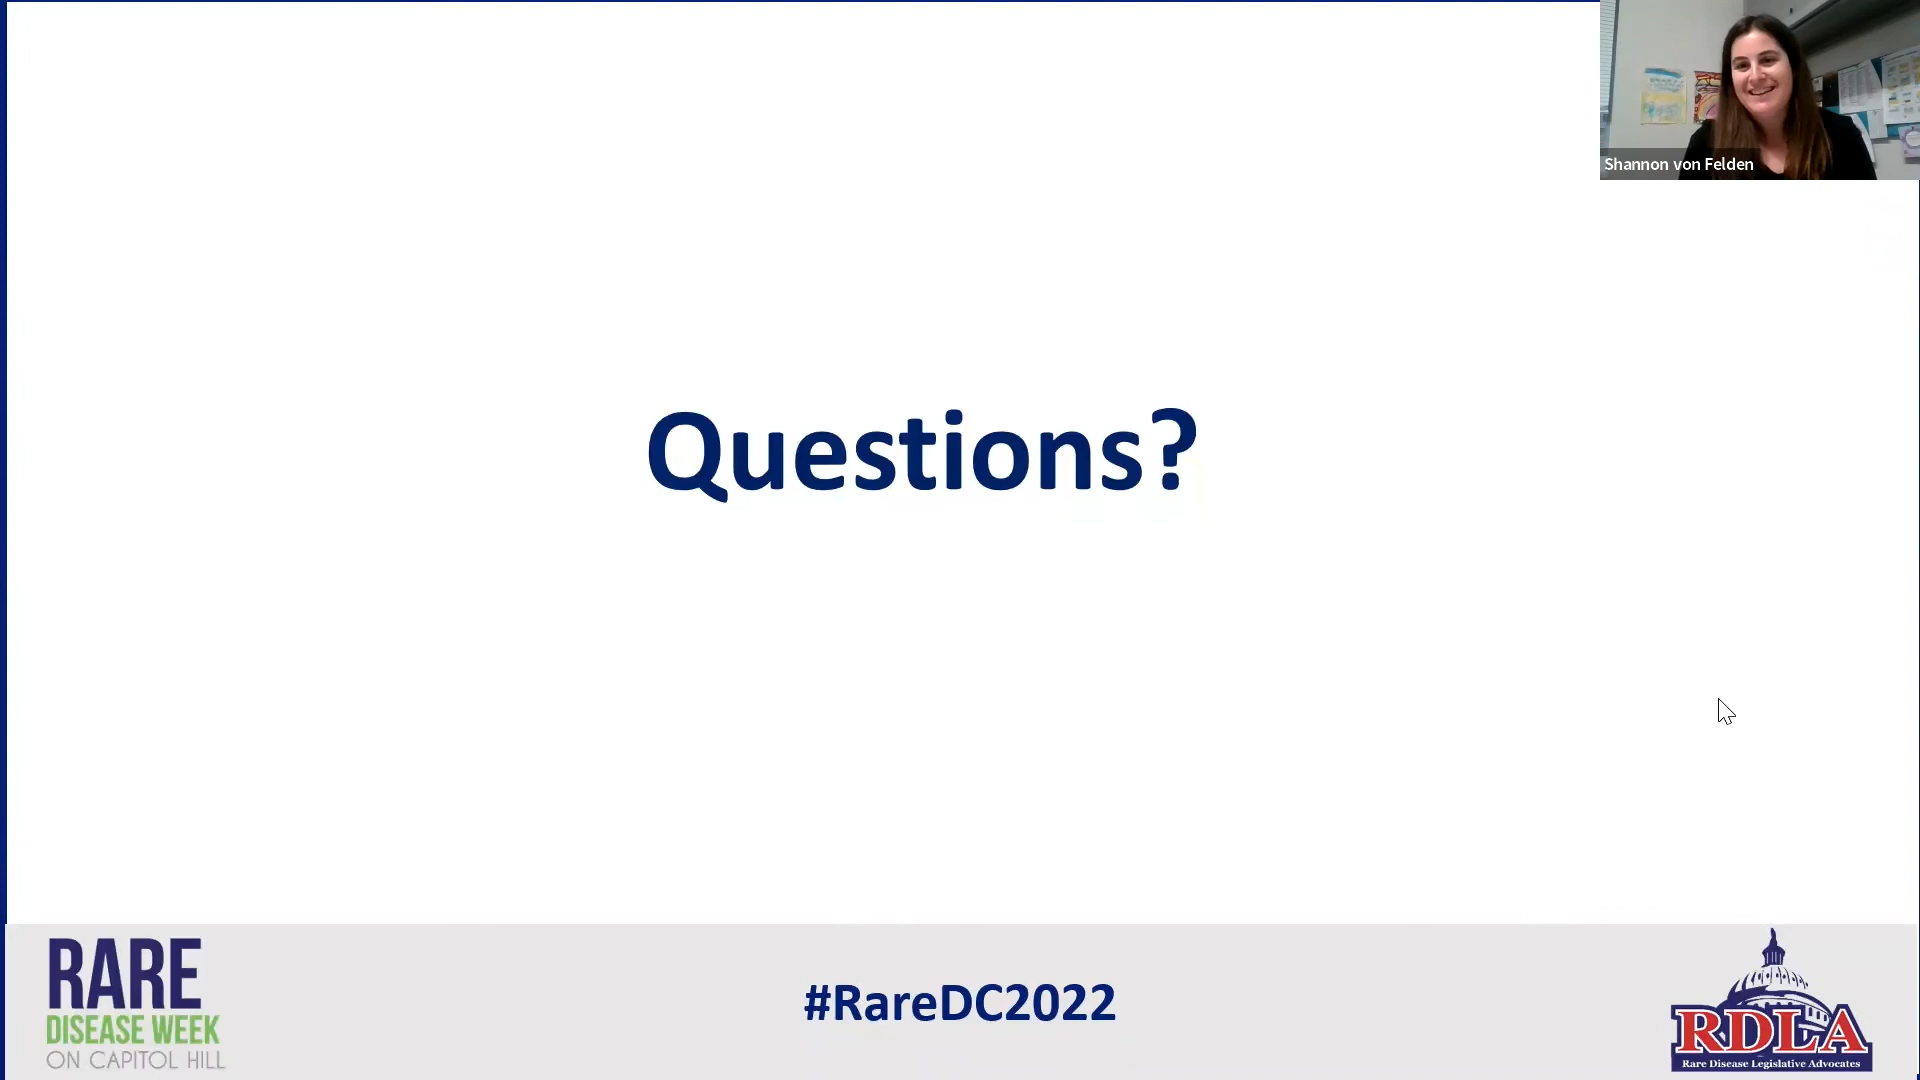 Shannon von Felden
Questions?
RARE
DISEASE WEEK
ON CAPITOL HILL
#RareDC2022
RDLA
Rare Disease Legislative Advocates